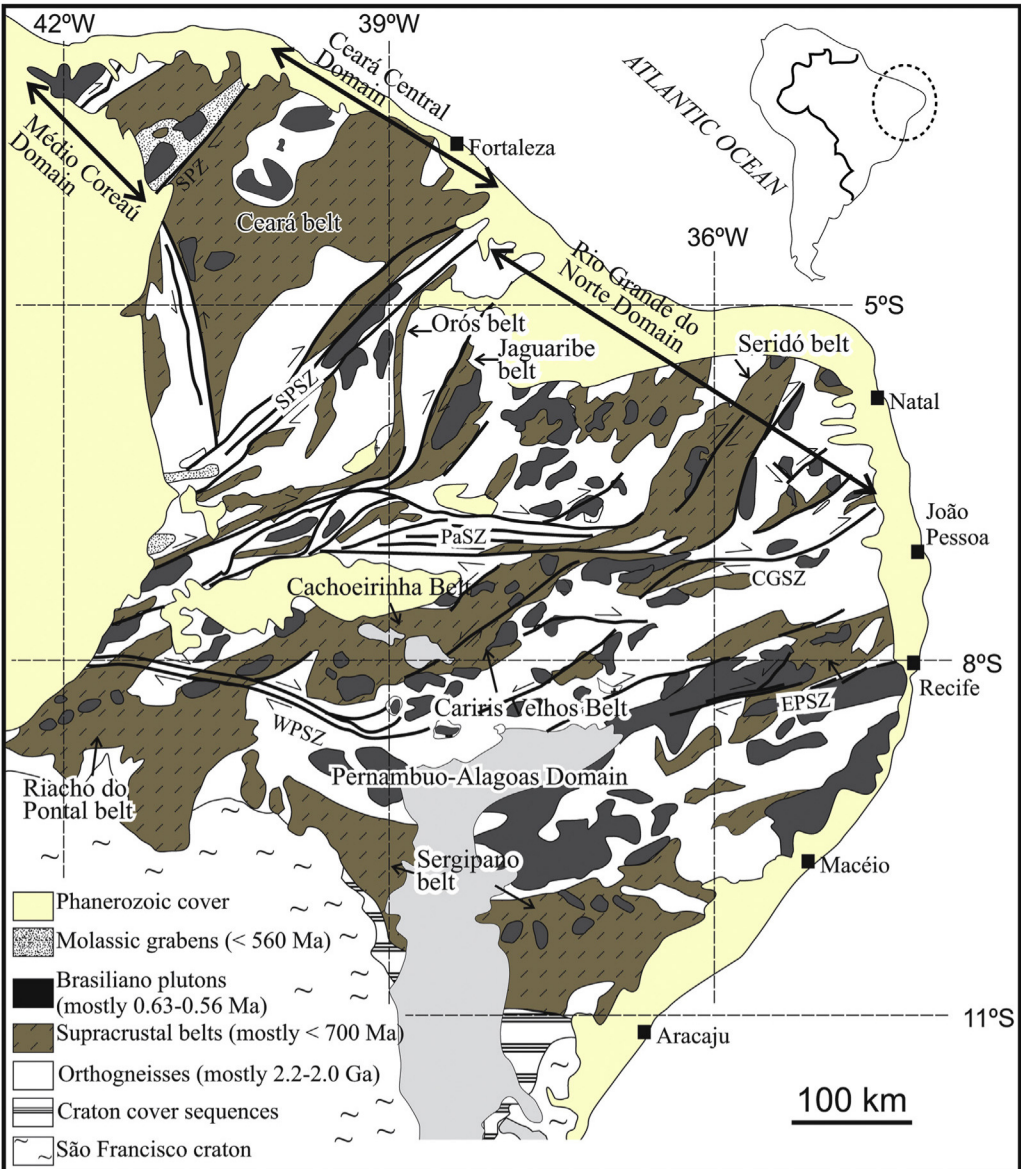 42ºW
39ºW
Ceará Central
Domain
ATLANTIC OCEAN
Médio Coreaú
Domain
SPZ
Fortaleza
Ceará belt
36ºW
Rio Grande do
Norte Domain
5ºS
Orós belt
Jaguaribe
belt
Seridó belt
SPSZ
Natal
João
Pessoa
PaSZ
CGSZ
Cachoeirinha Belt
8ºS
Recife
Cariris Velhos Belt
EPSZ
WPSZ
Pernambuo-Alagoas Domain
Riacho do
Pontal belt
Sergipano
belt
Macéio
Phanerozoic cover
Molassic grabens (< 560 Ma)
Brasiliano plutons
(mostly 0.63-0.56 Ma)
Supracrustal belts (mostly < 700 Ma)
Orthogneisses (mostly 2.2-2.0 Ga)
Craton cover sequences
São Francisco craton
11ºS
Aracaju
100 km